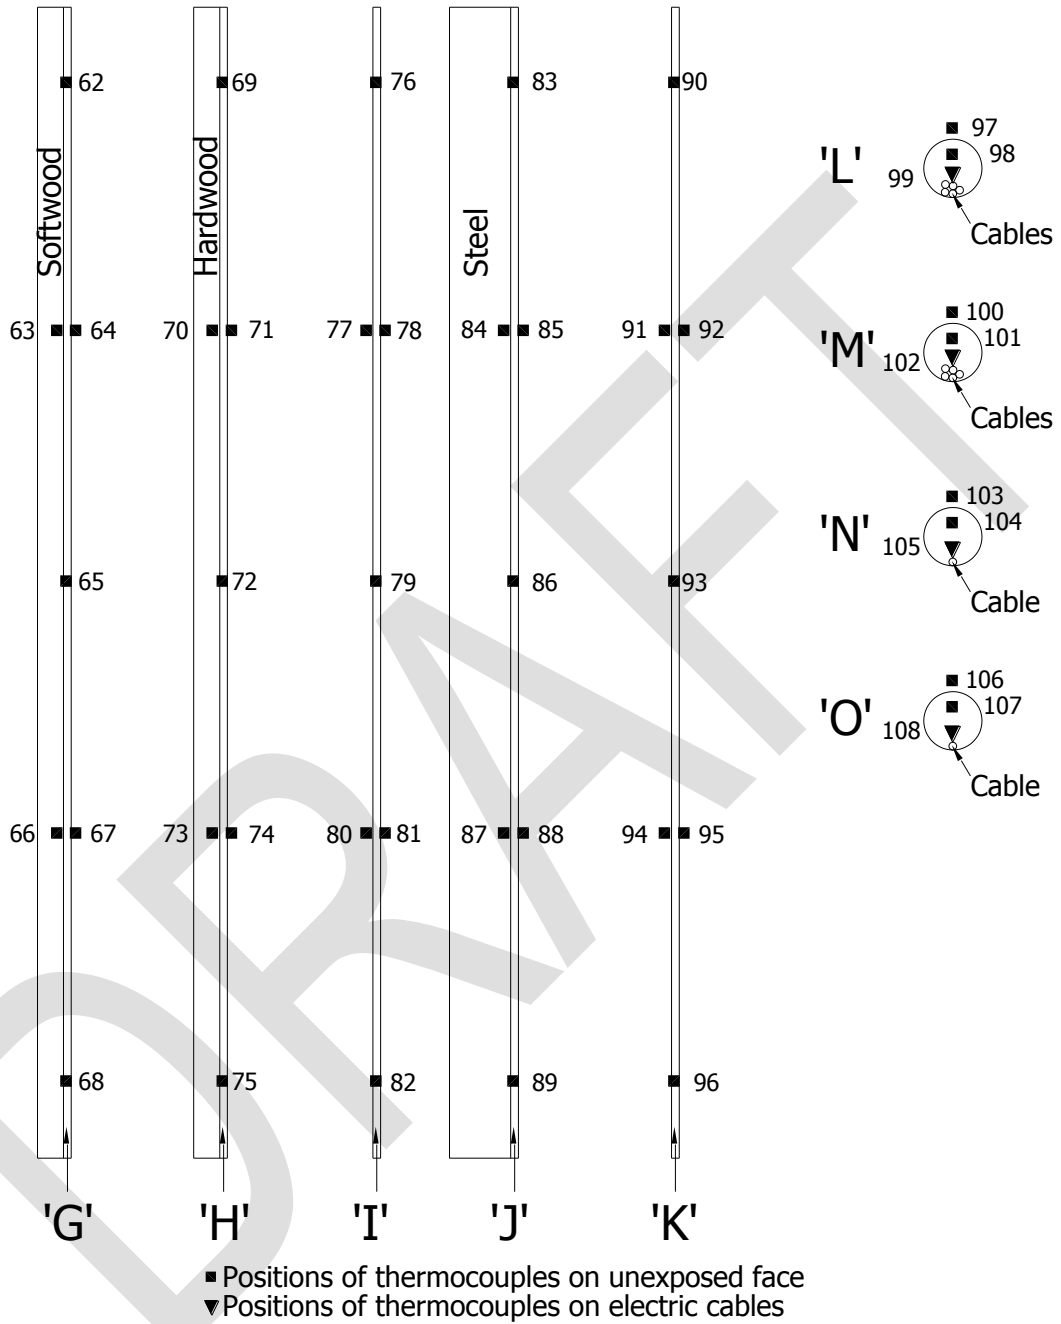 62 69 76 83 90
97
98
'L' 99
Cables
Softwood Hardwood Steel
63 64 70 71 77 78 84 85 91 92
100
101
'M' 102
Cables
103
104
'N' 105
Cable
65 72 79 86 93
106
107
'O' 108
Cable
66 67 73 74 80 81 87 88 94 95
68 75 82 89 96
'G' 'H' 'I' 'J' 'K'
Positions of thermocouples on unexposed face
Positions of thermocouples on electric cables
DRAFT